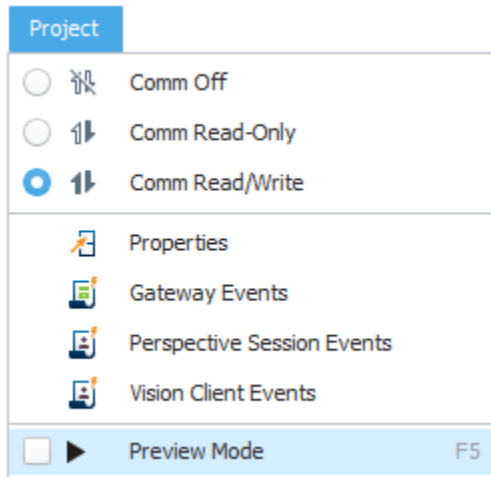 Project
Comm Off
Comm Read-Only
Comm Read/Write
Properties
Gateway Events
Perspective Session Events
Vision Client Events
Preview Mode F5